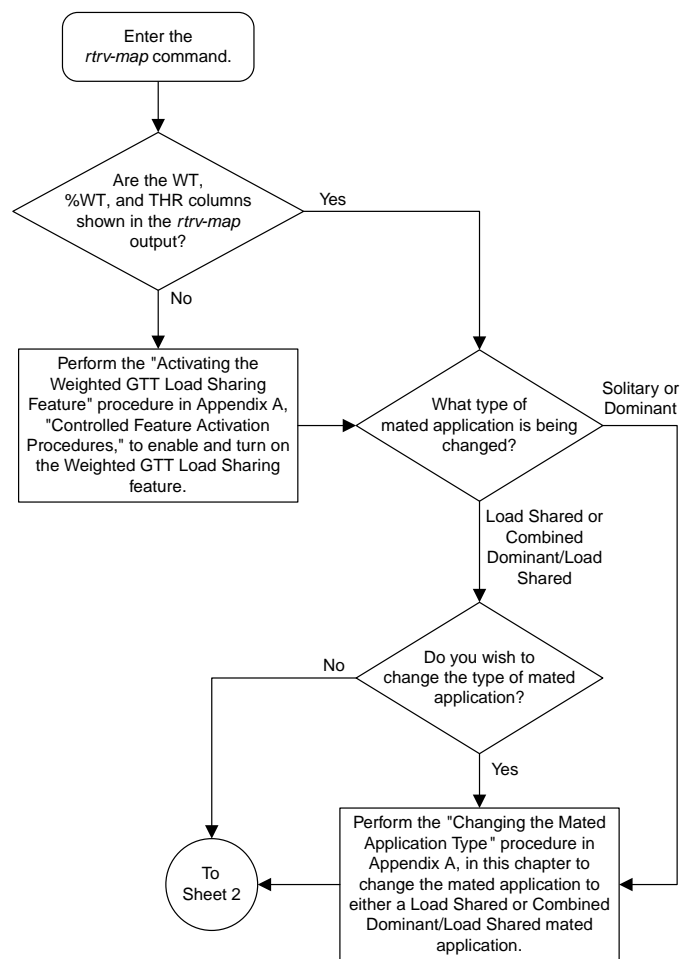 Enter the
rtrv-map command.
Are the WT,
%WT, and THR columns
shown in the rtrv-map
output?
Yes
No
Perform the "Activating the
Weighted GTT Load Sharing
Feature" procedure in Appendix A,
"Controlled Feature Activation
Procedures," to enable and turn on
the Weighted GTT Load Sharing
feature.
What type of
mated application is being
changed?
Solitary or
Dominant
Load Shared or
Combined
Dominant/Load
Shared
Do you wish to
change the type of mated
application?
No
Yes
Perform the "Changing the Mated
Application Type" procedure in
Appendix A, in this chapter to
change the mated application to
either a Load Shared or Combined
Dominant/Load Shared mated
application.
To
Sheet 2